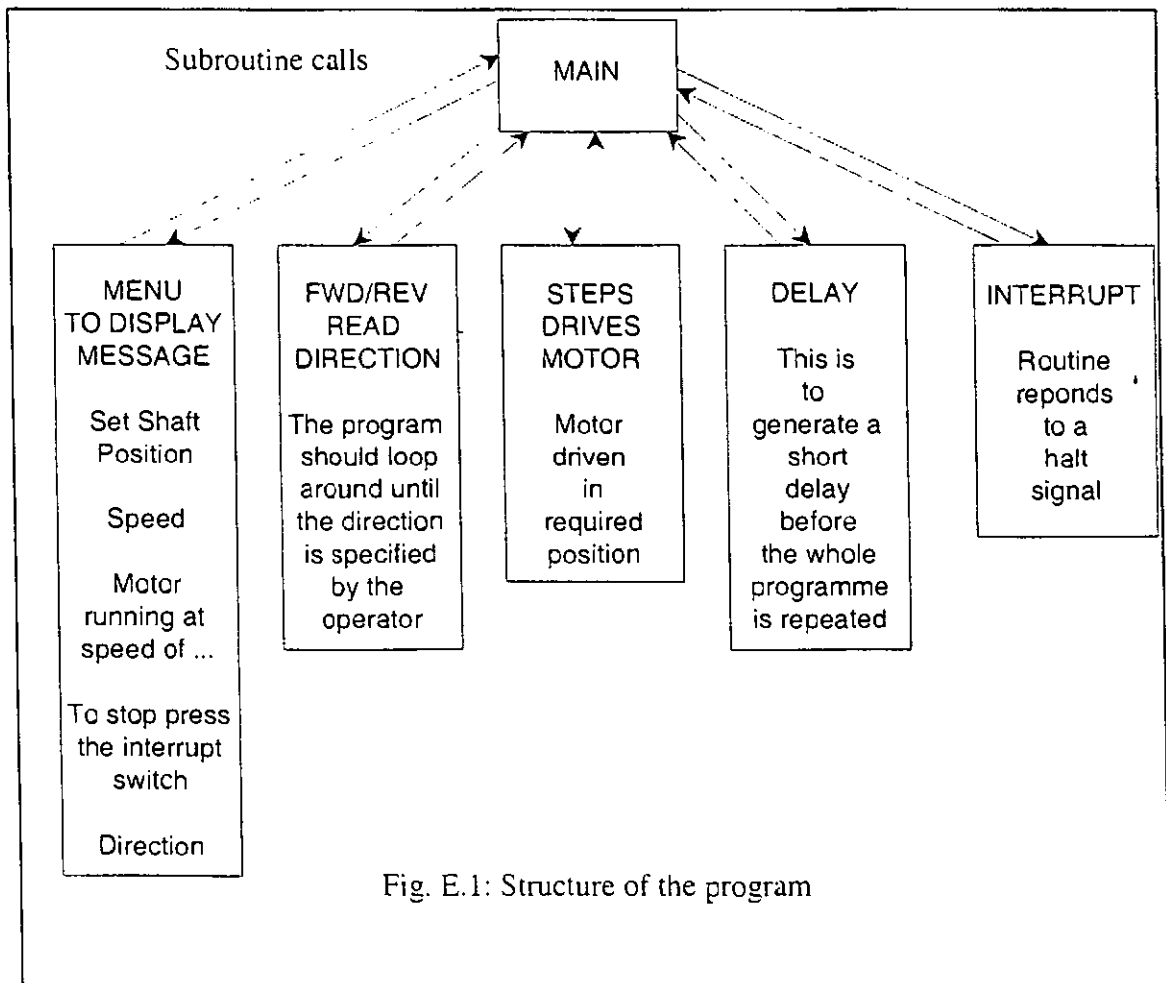 Subroutine calls
MAIN
MENU
TO DISPLAY
MESSAGE
Set Shaft
Position
Speed
Motor
running at
speed of ...
To stop press
the interrupt
switch
Direction
FWD/REV
READ
DIRECTION
The program
should loop
around until
the direction
is specified
by the
operator
STEPS
DRIVES
MOTOR
Motor
driven
in
required
position
DELAY
This is
to
generate a
short
delay
before
the whole
programme
is repeated
INTERRUPT
Routine
reponds
to a
halt
signal
Fig. E.1: Structure of the program